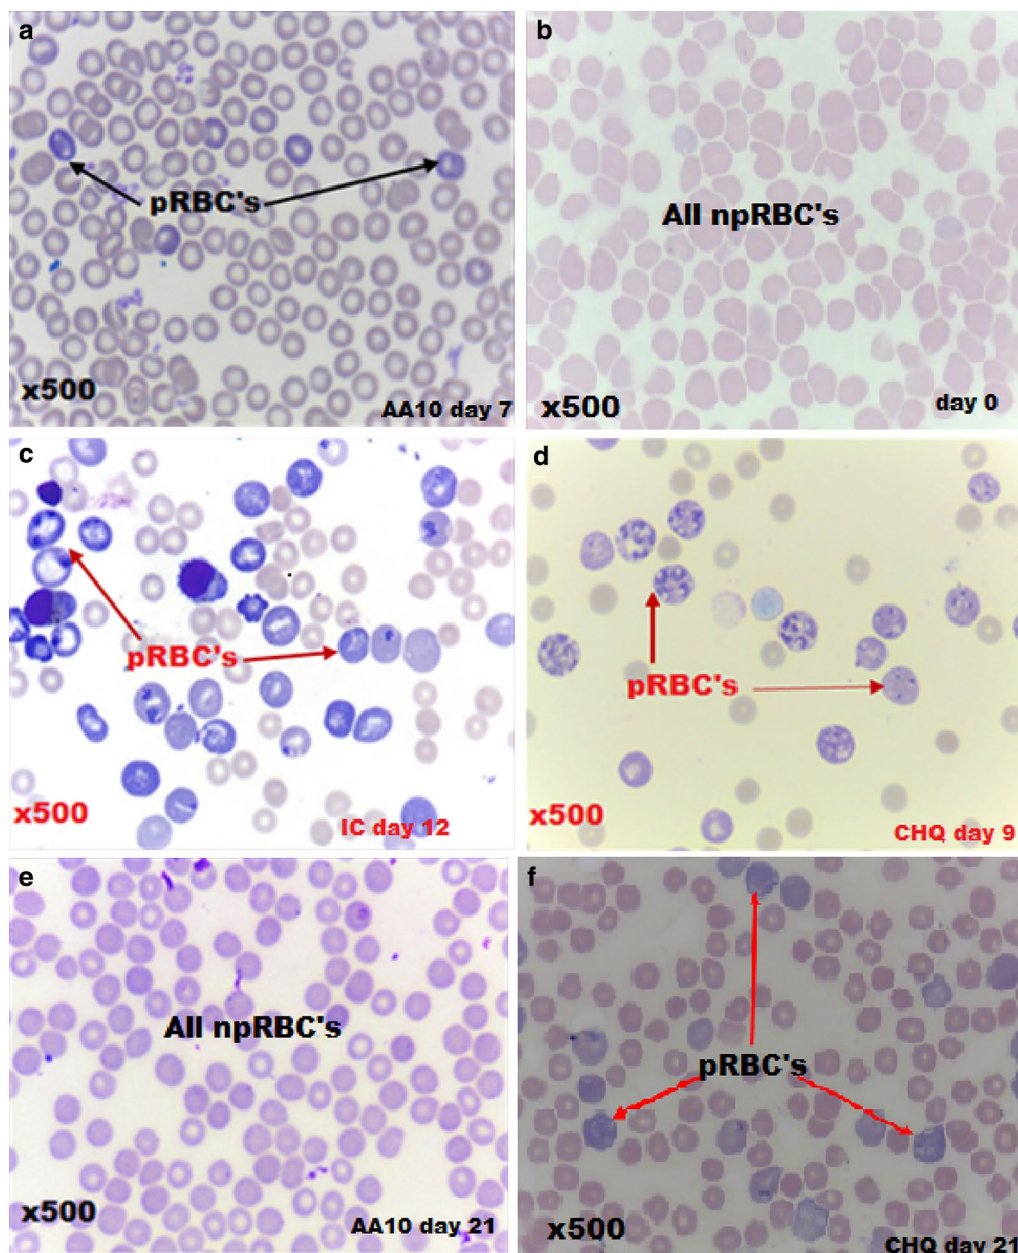 a
pRBC's
x500
AA10 day 7
b
All npRBC's
x500
day 0
c
pRBC's
x500
IC day 12
d
pRBC's
x500
CHQ day 9
e
All npRBC's
x500
AA10 day 21
f
pRBC's
x500
CHQ day 21